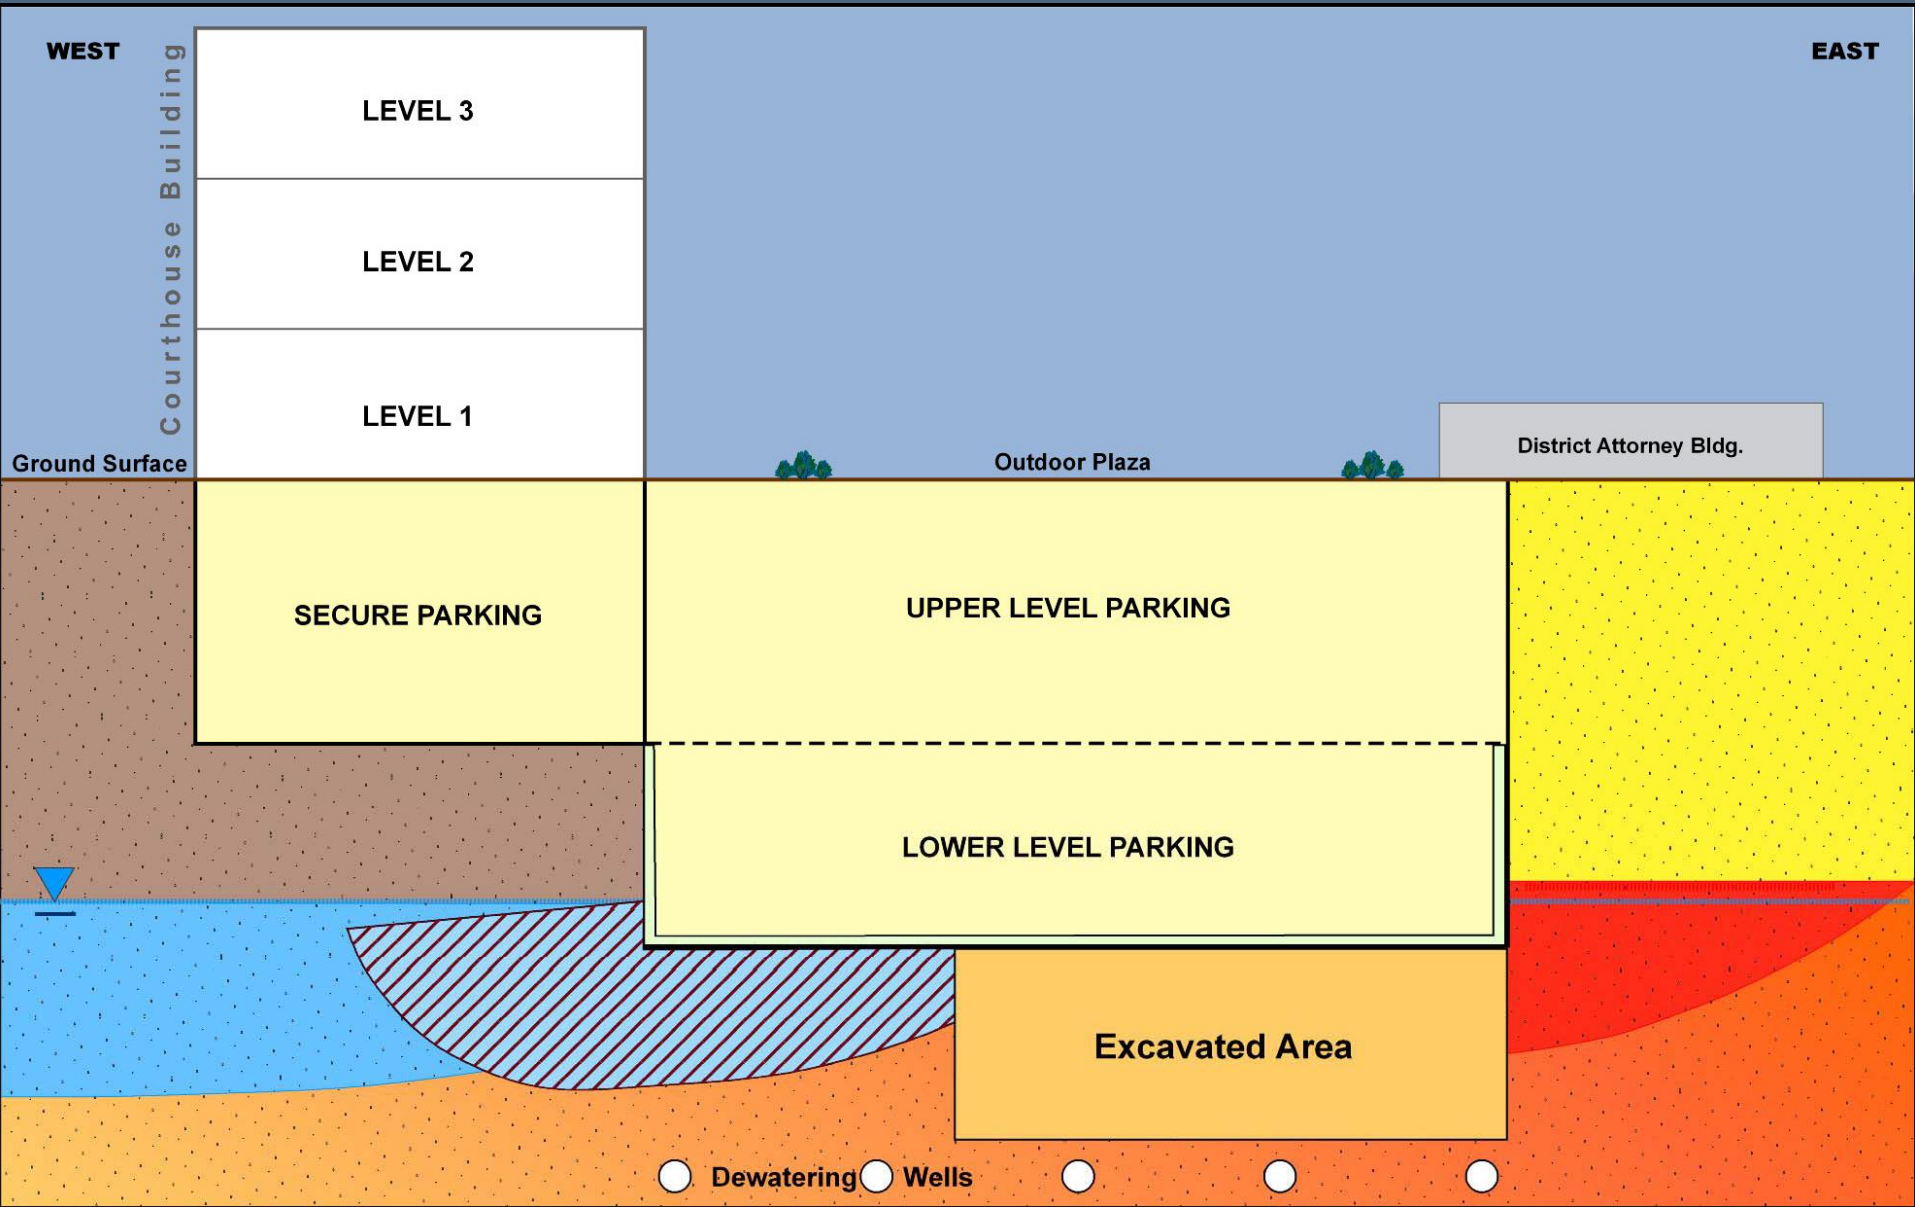 WEST
EAST
Courthouse Building
LEVEL 3
LEVEL 2
LEVEL 1
Ground Surface
Outdoor Plaza
District Attorney Bldg.
SECURE PARKING
UPPER LEVEL PARKING
LOWER LEVEL PARKING
Excavated Area
Dewatering Wells